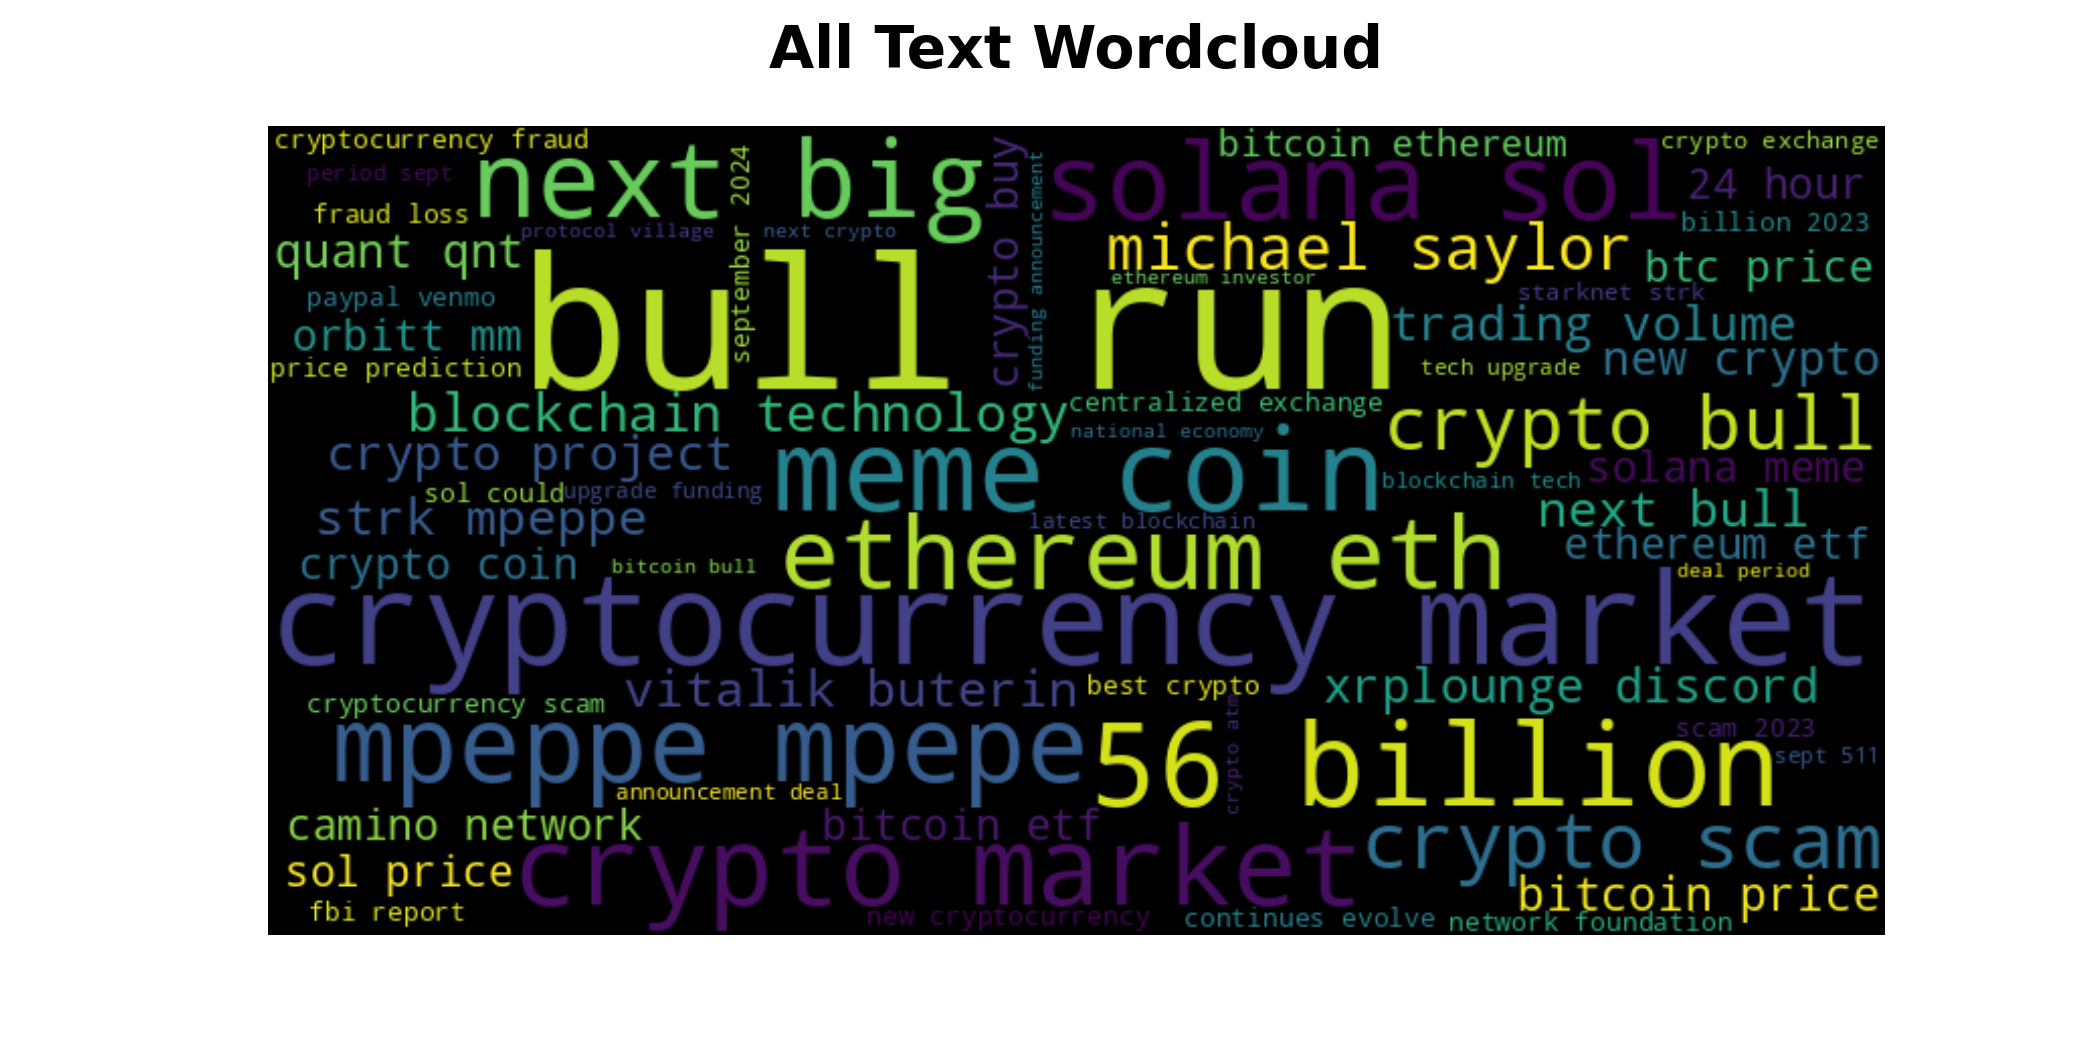 All Text Wordcloud
cryptocurrency fraud
next big
crypto buy
solana sol
bitcoin ethereum
crypto exchange
period sept
september 2024
funding announcement
24 hour
fraud loss
billion 2023
quant qnt
protocol village
next crypto
michael saylor
btc price
bull run
ethereum investor
paypal venmo
starknet strk
orbitt mm
trading volume
price prediction
tech upgrade
new crypto
blockchain technology
centralized exchange
crypto bull
national economy
crypto project
meme coin
blockchain tech
solana meme
sol could
upgrade funding
next bull
strk mpeppe
latest blockchain
ethereum etf
crypto coin
bitcoin bull
ethereum eth
deal period
cryptocurrency market
vitalik buterin
best crypto
xrplounge discord
cryptocurrency scam
crypto atm
mpeppe mpepe
56 billion
scam 2023
sept 511
announcement deal
camino network
bitcoin etf
crypto market
crypto scam
sol price
bitcoin price
fbi report
new cryptocurrency
continues evolve
network foundation